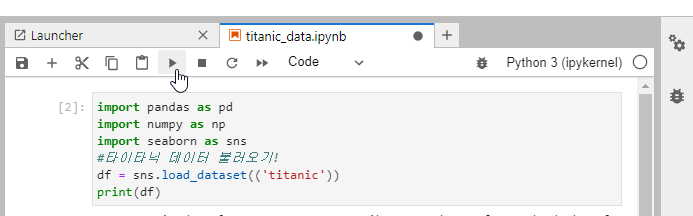 Launcher
titanic_data.ipynb
Code
Python 3 (ipykernel)
[2]:
import pandas as pd
import numpy as np
import seaborn as sns
#타이타닉 데이터 불러오기!
df = sns.load_dataset(('titanic'))
print(df)